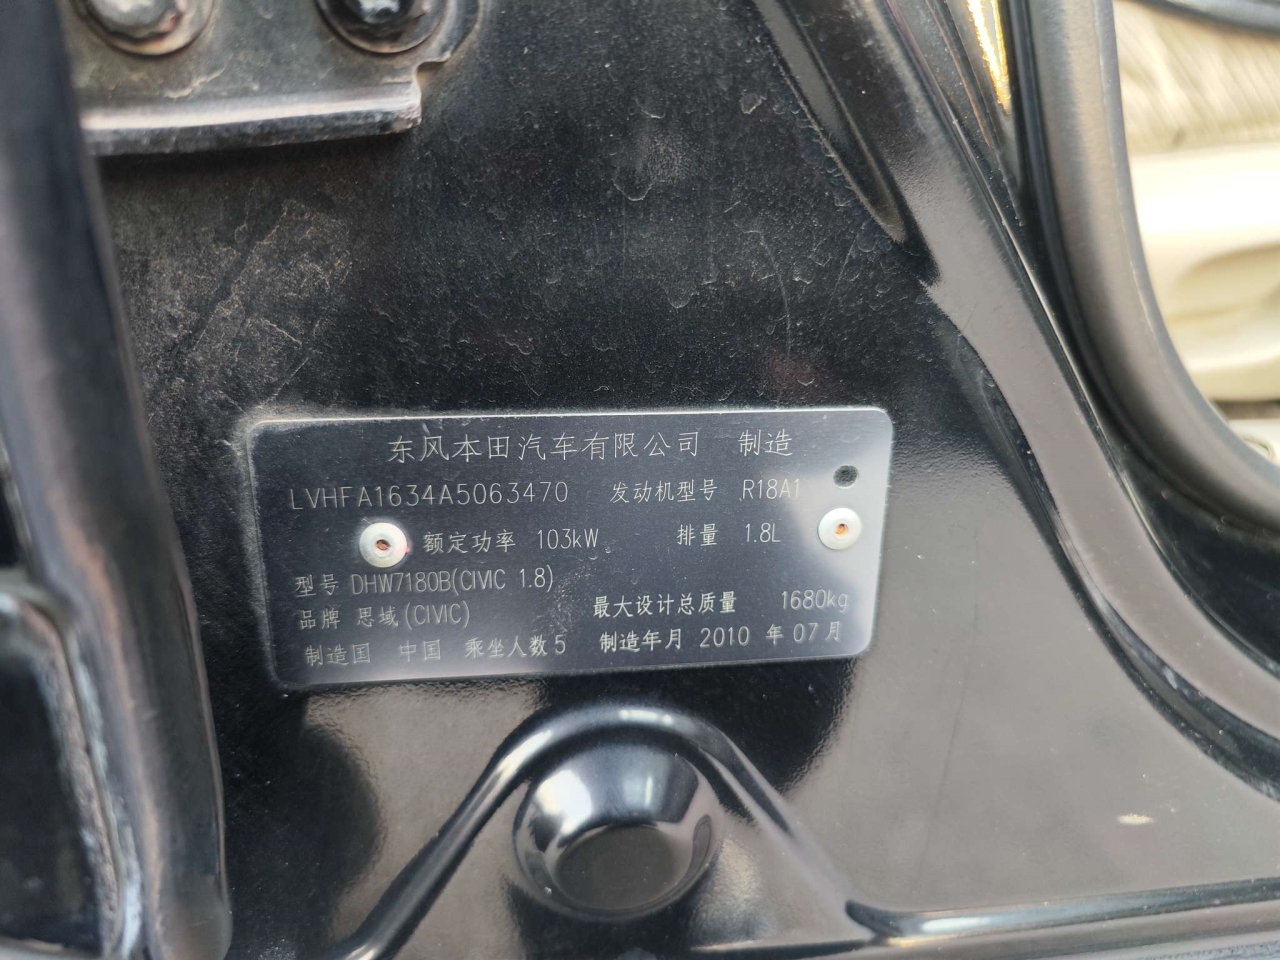 东风本田汽车有限公司 制造
LVHFA1634A5063470 发动机型号 R18A1
额定功率 103kW 排量 1.8L
型号 DHW7180B(CIVIC 1.8)
品牌 思域(CIVIC) 最大设计总质量 1680kg
制造国 中国 乘坐人数 5 制造年月 2010 年 07 月